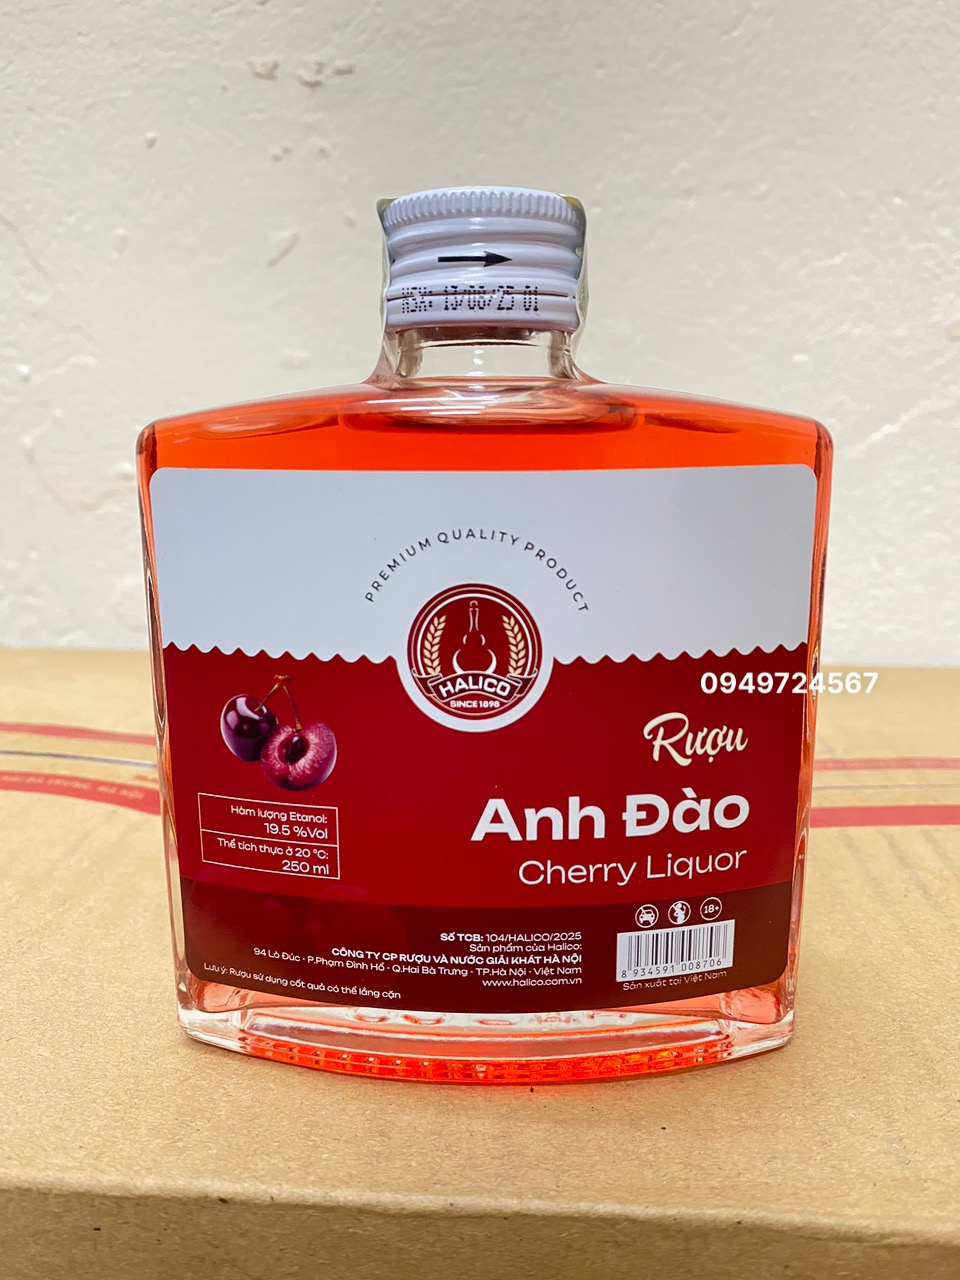 NSX: 13/08/25 01
PREMIUM QUALITY PRODUCT
HALICO
SINCE 1898
0949724567
Rượu
Anh Đào
Cherry Liquor
Hàm lượng Etanol:
19.5 %Vol
Thể tích thực ở 20 °C:
250 ml
18+
Số TCB: 104/HALICO/2025
Sản phẩm của Halico:
CÔNG TY CP RƯỢU VÀ NƯỚC GIẢI KHÁT HÀ NỘI
94 Lò Đúc - P.Phạm Đình Hổ - Q.Hai Bà Trưng - TP.Hà Nội - Việt Nam
www.halico.com.vn
Lưu ý: Rượu sử dụng cốt quả có thể lắng cặn
8 934591 008706
Sản xuất tại Việt Nam